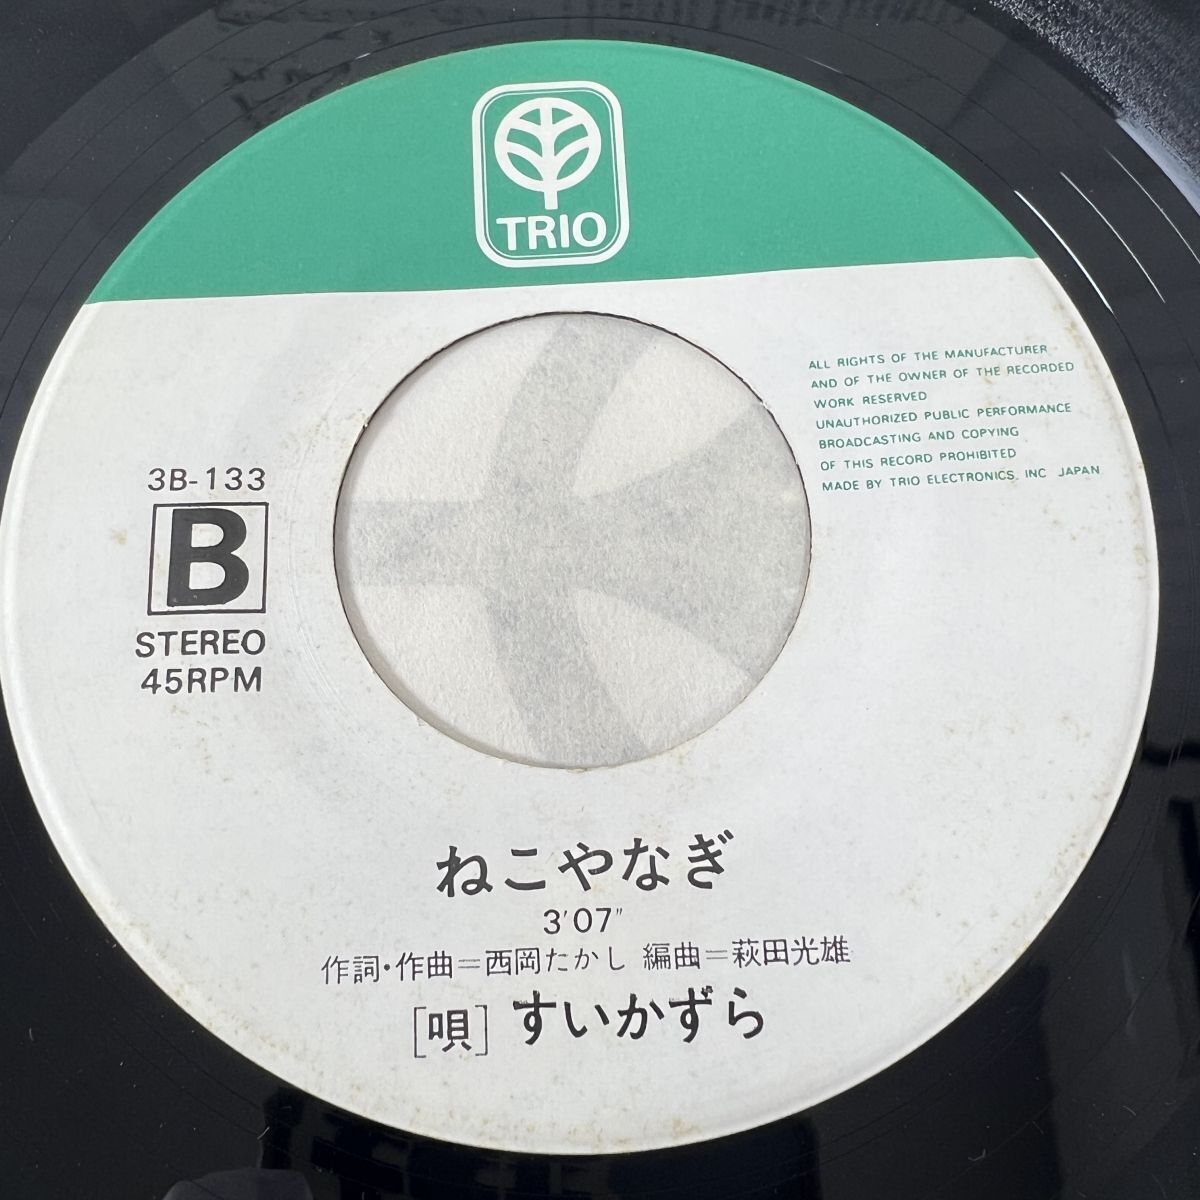 TRIO
ALL RIGHTS OF THE MANUFACTURER
AND OF THE OWNER OF THE RECORDED
WORK RESERVED
UNAUTHORIZED PUBLIC PERFORMANCE
BROADCASTING AND COPYING
OF THIS RECORD PROHIBITED
MADE BY TRIO ELECTRONICS. INC JAPAN
3B-133
B
STEREO
45RPM
ねこやなぎ
3'07"
作詞・作曲=西岡たかし 編曲=萩田光雄
[唄] すいかずら